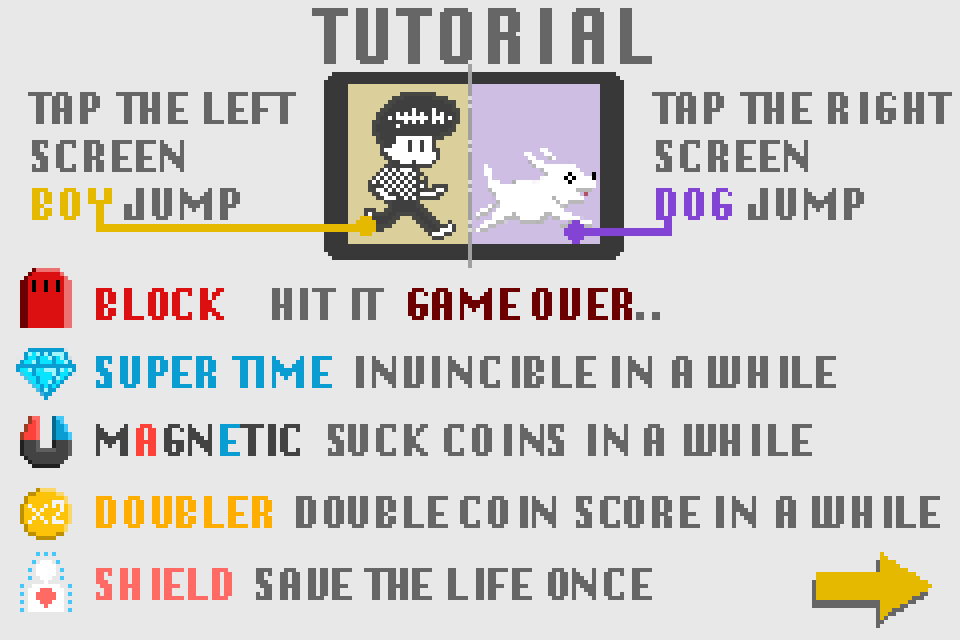 TUTORIAL
TAP THE LEFT
SCREEN
BOY JUMP
TAP THE RIGHT
SCREEN
DOG JUMP
BLOCK HIT IT GAME OVER..
SUPER TIME INVINCIBLE IN A WHILE
MAGNETIC SUCK COINS IN A WHILE
X2 DOUBLER DOUBLE COIN SCORE IN A WHILE
SHIELD SAVE THE LIFE ONCE